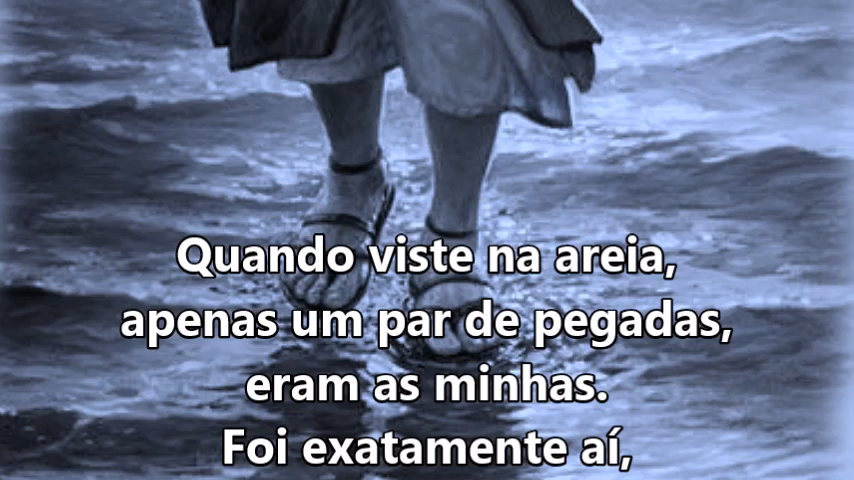 Quando viste na areia,
apenas um par de pegadas,
eram as minhas.
Foi exatamente aí,